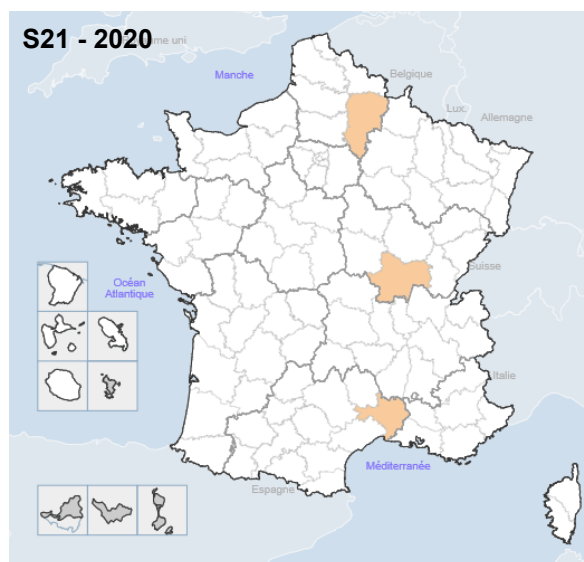 S21 - 2020
Manche
Belgique
Lux.
Allemagne
Océan
Atlantique
Suisse
Italie
Méditerranée
Espagne